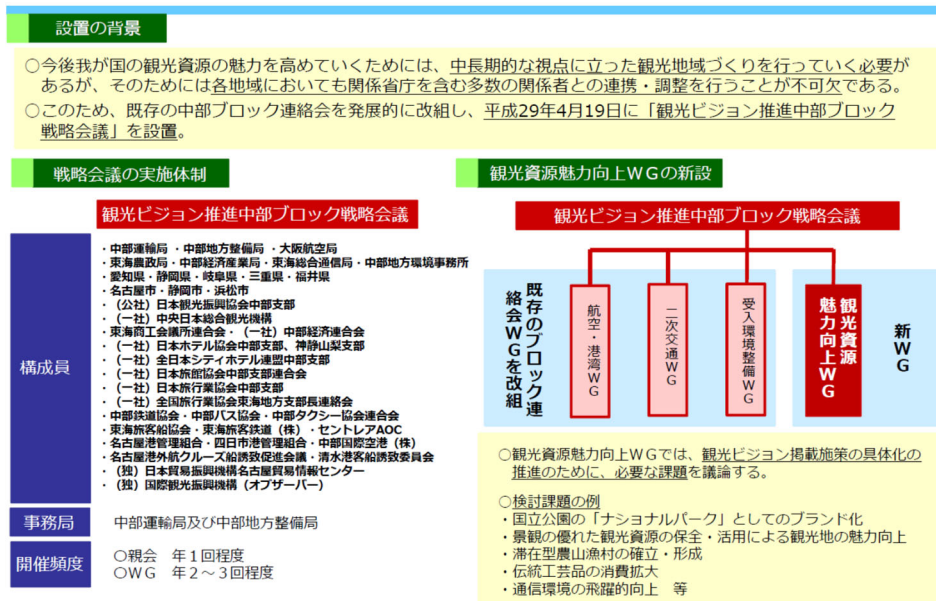 設置の背景
○今後我が国の観光資源の魅力を高めていくためには、中長期的な視点に立った観光地域づくりを行っていく必要が
あるが、そのためには各地域においても関係省庁を含む多数の関係者との連携・調整を行うことが不可欠である。
○このため、既存の中部ブロック連絡会を発展的に改組し、平成29年4月19日に「観光ビジョン推進中部ブロック
戦略会議」を設置。
戦略会議の実施体制
観光ビジョン推進中部ブロック戦略会議
構成員
・中部運輸局 ・中部地方整備局 ・大阪航空局
・東海農政局・中部経済産業局・東海総合通信局・中部地方環境事務所
・愛知県・静岡県・岐阜県・三重県・福井県
・名古屋市・静岡市・浜松市
・(公社)日本観光振興協会中部支部
・(一社)中央日本総合観光機構
・東海商工会議所連合会・(一社)中部経済連合会
・(一社)日本ホテル協会中部支部、神静山梨支部
・(一社)全日本シティホテル連盟中部支部
・(一社)日本旅館協会中部支部連合会
・(一社)日本旅行業協会中部支部
・(一社)全国旅行業協会東海地方支部長連絡会
・中部鉄道協会・中部バス協会・中部タクシー協会連合会
・東海旅客船協会・東海旅客鉄道(株)・セントレアAOC
・名古屋港管理組合・四日市港管理組合・中部国際空港(株)
・名古屋港外航クルーズ船誘致促進会議・清水港客船誘致委員会
・(独)日本貿易振興機構名古屋貿易情報センター
・(独)国際観光振興機構(オブザーバー)
事務局
中部運輸局及び中部地方整備局
開催頻度
○親会 年1回程度
○WG 年2～3回程度
観光資源魅力向上WGの新設
観光ビジョン推進中部ブロック戦略会議
既存のブロック連
絡会WGを改組
航空・港湾WG
二次交通WG
受入環境整備WG
観光資源
魅力向上WG
新WG
○観光資源魅力向上WGでは、観光ビジョン掲載施策の具体化の
推進のために、必要な課題を議論する。
○検討課題の例
・国立公園の「ナショナルパーク」としてのブランド化
・景観の優れた観光資源の保全・活用による観光地の魅力向上
・滞在型農山漁村の確立・形成
・伝統工芸品の消費拡大
・通信環境の飛躍的向上 等